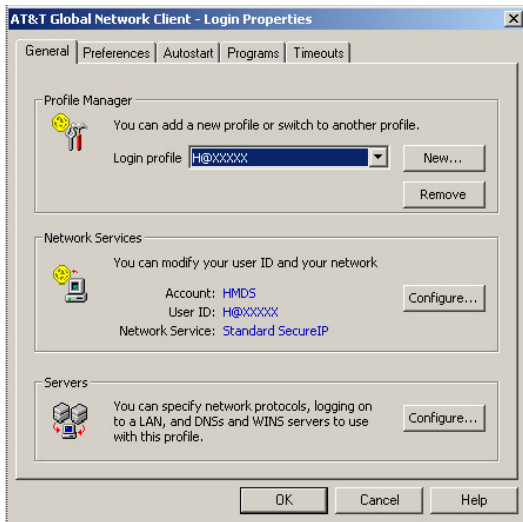 AT&T Global Network Client - Login Properties
General
Preferences
Autostart
Programs
Timeouts
Profile Manager
You can add a new profile or switch to another profile.
Login profile H@XXXXX
New...
Remove
Network Services
You can modify your user ID and your network
Account: HMDS
User ID: H@XXXXX
Network Service: Standard SecureIP
Configure...
Servers
You can specify network protocols, logging on
to a LAN, and DNSs and WINS servers to use
with this profile.
Configure...
OK
Cancel
Help